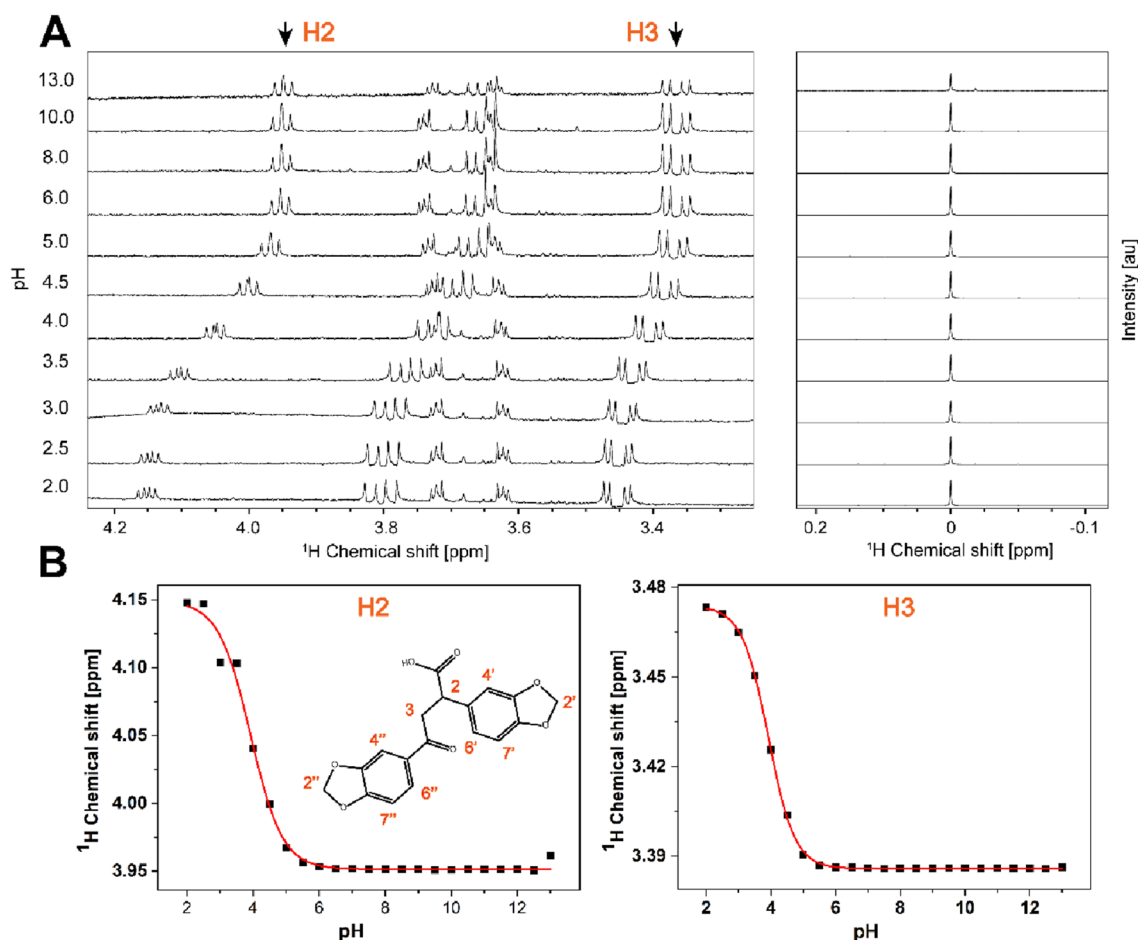 A
H2
H3
13.0
10.0
8.0
6.0
5.0
4.5
4.0
3.5
3.0
2.5
2.0
pH
4.2 4.0 3.8 3.6 3.4
¹H Chemical shift [ppm]
0.2 0 -0.1
¹H Chemical shift [ppm]
Intensity [au]
B
H2
4.15
4.10
4.05
4.00
3.95
¹H Chemical shift [ppm]
2 4 6 8 10 12
pH
HO
O
2
3
4'
O
2'
O
6'
7'
4"
O
O
2"
O
6"
7"
H3
3.48
3.45
3.42
3.39
¹H Chemical shift [ppm]
2 4 6 8 10 12
pH